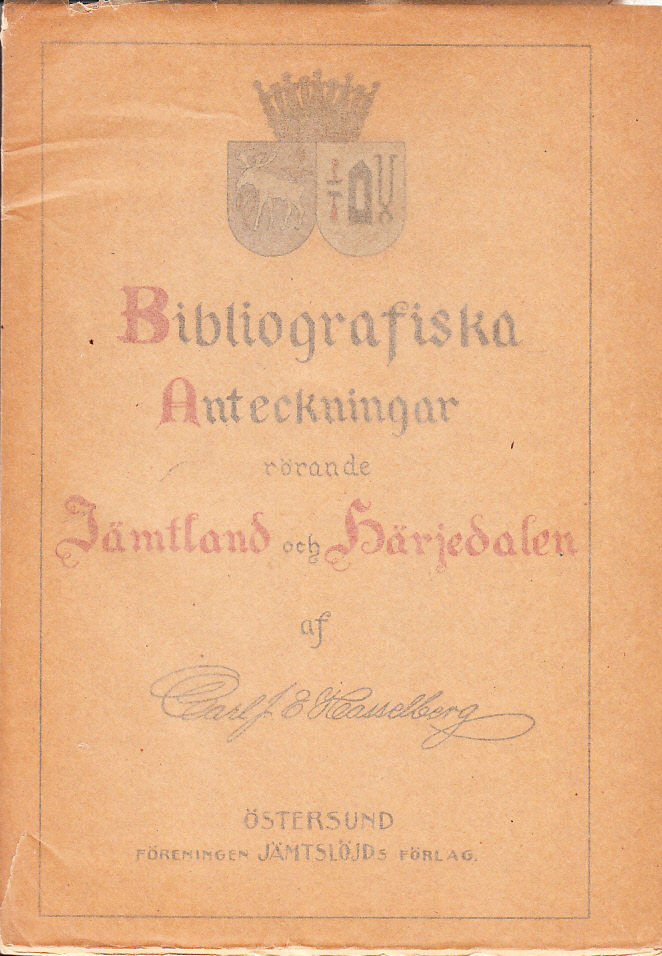 Bibliografiska
Anteckningar
rörande
Jämtland och Härjedalen
af
Carl J. E Hasselberg
ÖSTERSUND
FÖRENINGEN JÄMTSLÖJDS FÖRLAG.